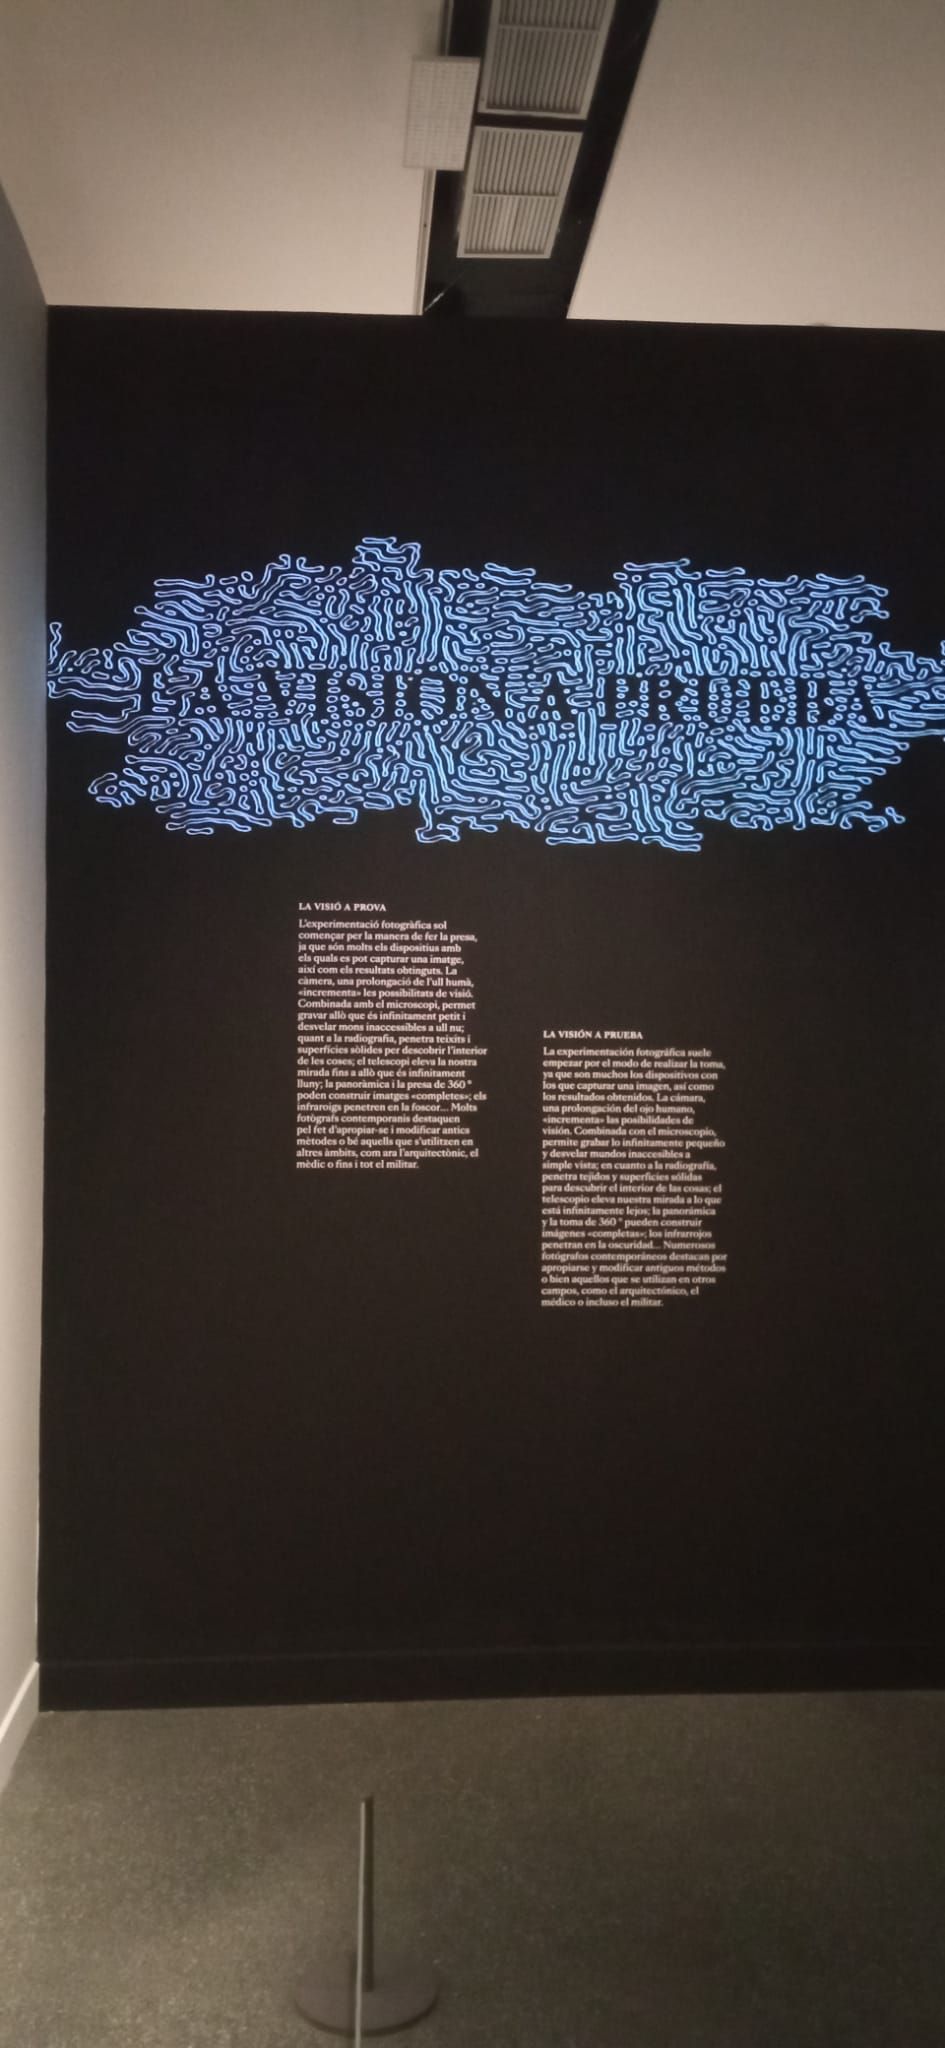 LA VISIÓN A PRUEBA
LA VISIÓ A PROVA
L'experimentació fotogràfica sol
començar per la manera de fer la presa,
ja que són molts els dispositius amb
els quals es pot capturar una imatge,
així com els resultats obtinguts. La
càmera, una prolongació de l'ull humà,
«incrementa» les possibilitats de visió.
Combinada amb el microscopi, permet
gravar allò que és infinitament petit i
desvelar mons inaccessibles a ull nu;
quant a la radiografia, penetra teixits i
superfícies sòlides per descobrir l'interior
de les coses; el telescopi eleva la nostra
mirada fins a allò que és infinitament
lluny; la panoràmica i la presa de 360°
poden construir imatges «completes»; els
infraroigs penetren en la foscor... Molts
fotògrafs contemporanis destaquen
pel fet d'apropiar-se i modificar antics
mètodes o bé aquells que s'utilitzen en
altres àmbits, com ara l'arquitectònic, el
mèdic o fins i tot el militar.
LA VISIÓN A PRUEBA
La experimentación fotográfica suele
empezar por el modo de realizar la toma,
ya que son muchos los dispositivos con
los que capturar una imagen, así como
los resultados obtenidos. La cámara,
una prolongación del ojo humano,
«incrementa» las posibilidades de
visión. Combinada con el microscopio,
permite grabar lo infinitamente pequeño
y desvelar mundos inaccesibles a
simple vista; en cuanto a la radiografía,
penetra tejidos y superficies sólidas
para descubrir el interior de las cosas; el
telescopio eleva nuestra mirada a lo que
está infinitamente lejos; la panorámica
y la toma de 360° pueden construir
imágenes «completas»; los infrarrojos
penetran en la oscuridad... Numerosos
fotógrafos contemporáneos destacan por
apropiarse y modificar antiguos métodos
o bien aquellos que se utilizan en otros
campos, como el arquitectónico, el
médico o incluso el militar.